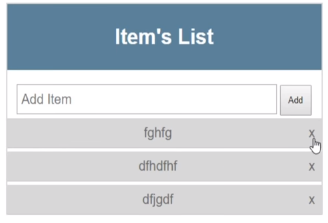 Item's List
Add Item Add
fghfg x
dfhdfhf x
dfjgdf x